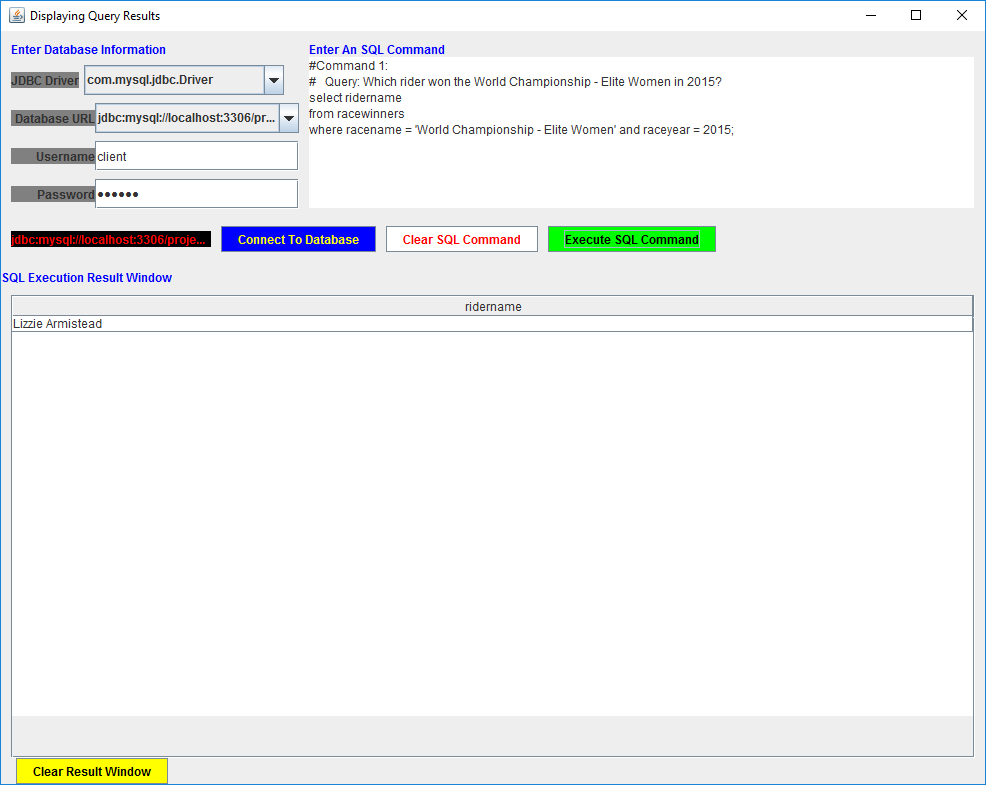 Displaying Query Results
Enter Database Information
JDBC Driver com.mysql.jdbc.Driver
Database URL jdbc:mysql://localhost:3306/pr...
Username client
Password ••••••
Enter An SQL Command
#Command 1:
#   Query: Which rider won the World Championship - Elite Women in 2015?
select ridername
from racewinners
where racename = 'World Championship - Elite Women' and raceyear = 2015;
jdbc:mysql://localhost:3306/proje... Connect To Database Clear SQL Command Execute SQL Command
SQL Execution Result Window
ridername
Lizzie Armistead
Clear Result Window